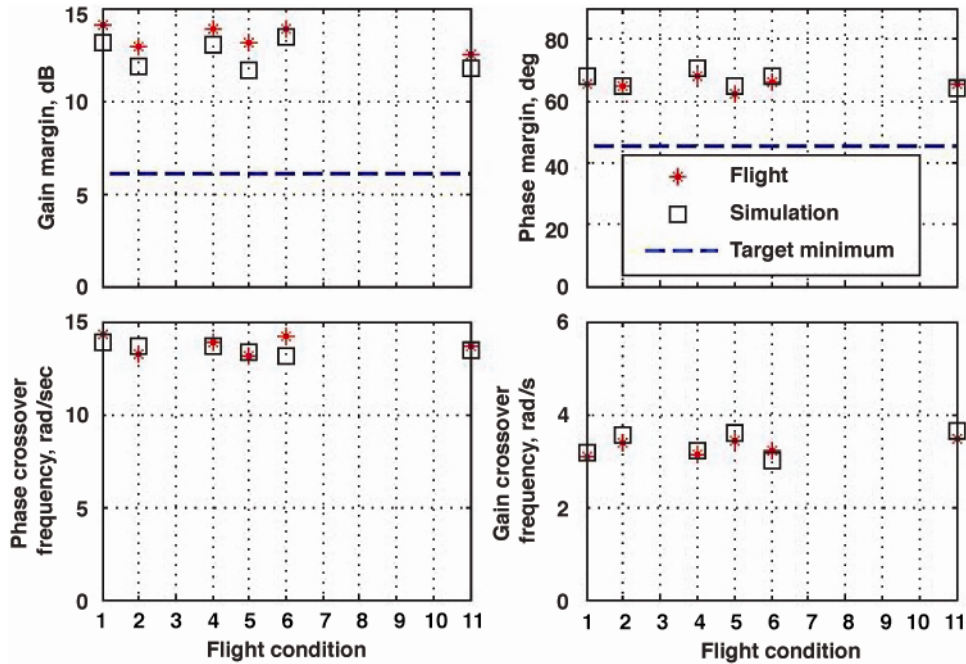 15
10
5
0
Gain margin, dB
80
60
40
20
0
Phase margin, deg
Flight
Simulation
Target minimum
15
10
5
0
Phase crossover
frequency, rad/sec
1 2 3 4 5 6 7 8 9 10 11
Flight condition
6
4
2
0
Gain crossover
frequency, rad/s
1 2 3 4 5 6 7 8 9 10 11
Flight condition